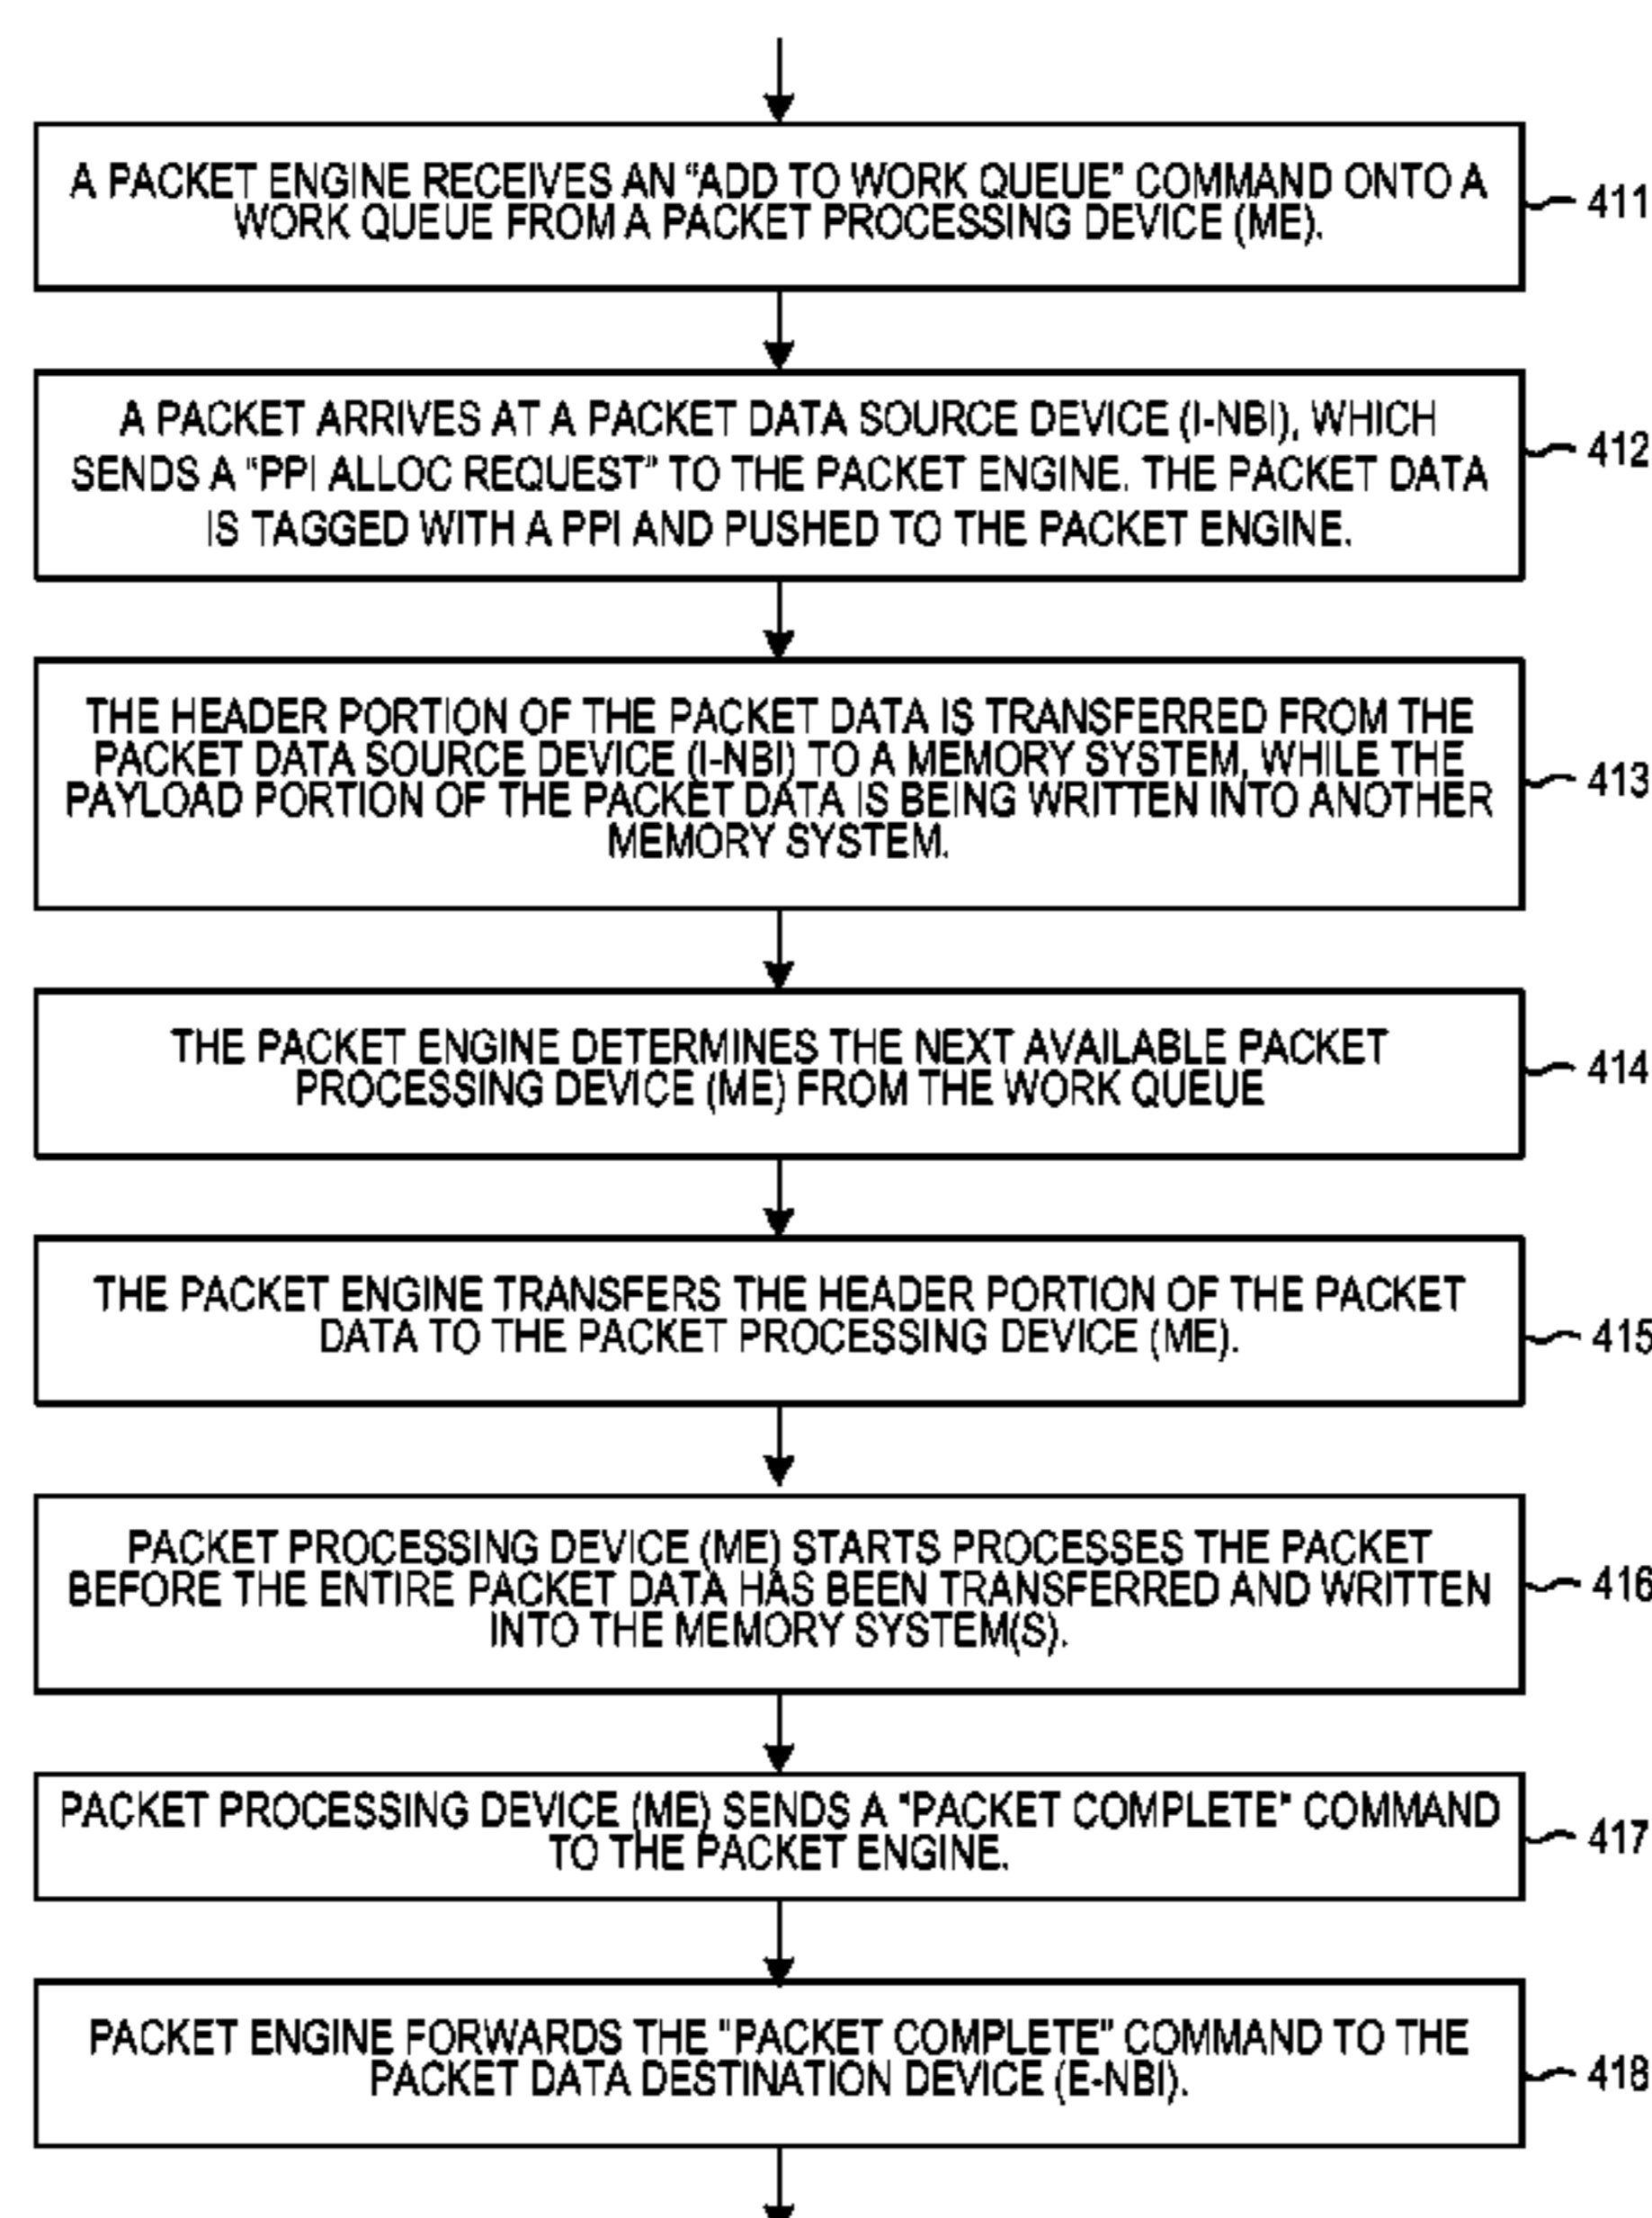 A PACKET ENGINE RECEIVES AN "ADD TO WORK QUEUE" COMMAND ONTO A
WORK QUEUE FROM A PACKET PROCESSING DEVICE (ME).
411
A PACKET ARRIVES AT A PACKET DATA SOURCE DEVICE (I-NBI), WHICH
SENDS A "PPI ALLOC REQUEST" TO THE PACKET ENGINE. THE PACKET DATA
IS TAGGED WITH A PPI AND PUSHED TO THE PACKET ENGINE.
412
THE HEADER PORTION OF THE PACKET DATA IS TRANSFERRED FROM THE
PACKET DATA SOURCE DEVICE (I-NBI) TO A MEMORY SYSTEM, WHILE THE
PAYLOAD PORTION OF THE PACKET DATA IS BEING WRITTEN INTO ANOTHER
MEMORY SYSTEM.
413
THE PACKET ENGINE DETERMINES THE NEXT AVAILABLE PACKET
PROCESSING DEVICE (ME) FROM THE WORK QUEUE
414
THE PACKET ENGINE TRANSFERS THE HEADER PORTION OF THE PACKET
DATA TO THE PACKET PROCESSING DEVICE (ME).
415
PACKET PROCESSING DEVICE (ME) STARTS PROCESSES THE PACKET
BEFORE THE ENTIRE PACKET DATA HAS BEEN TRANSFERRED AND WRITTEN
INTO THE MEMORY SYSTEM(S).
416
PACKET PROCESSING DEVICE (ME) SENDS A "PACKET COMPLETE" COMMAND
TO THE PACKET ENGINE.
417
PACKET ENGINE FORWARDS THE "PACKET COMPLETE" COMMAND TO THE
PACKET DATA DESTINATION DEVICE (E-NBI).
418